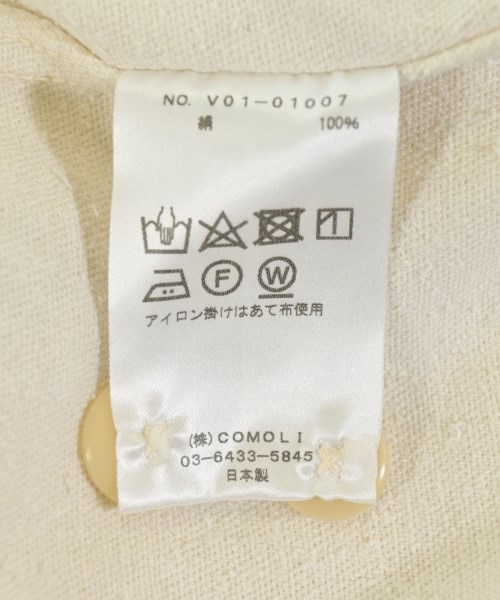 NO. V01-01007
絹 100%
F W
アイロン掛けはあて布使用
(株)COMOLI
03-6433-5845
日本製